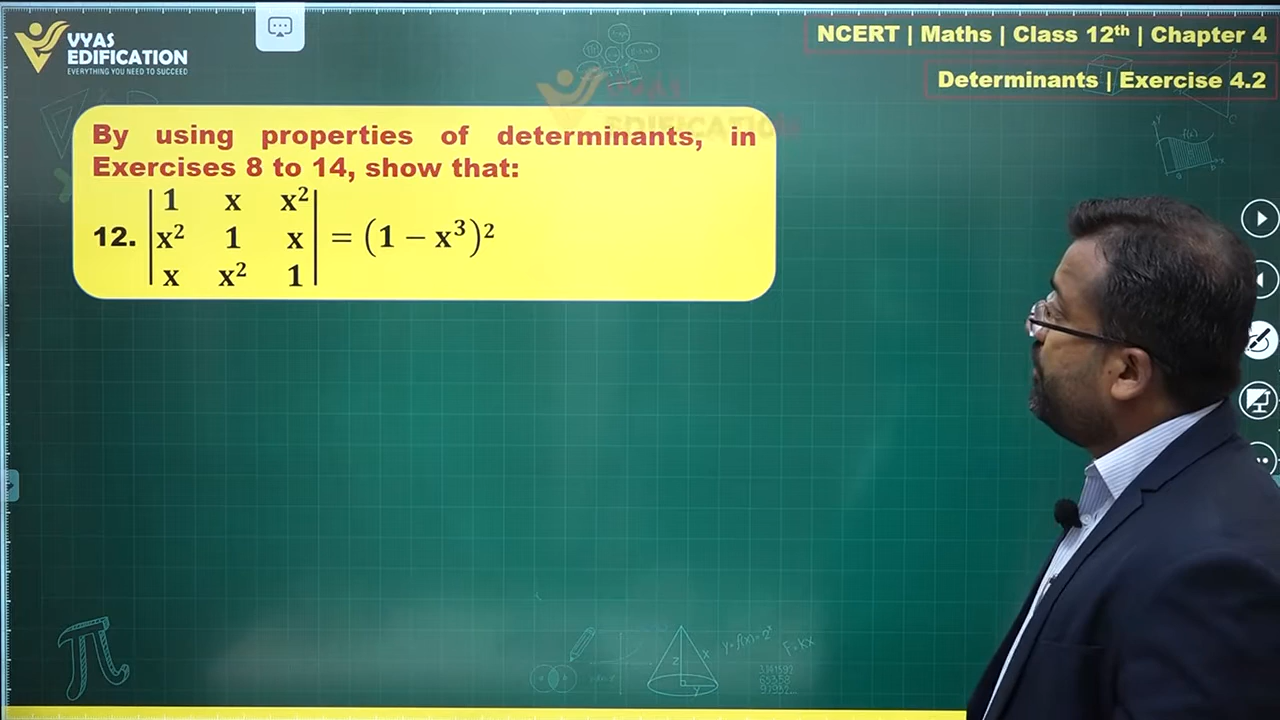 VYAS
EDIFICATION
EVERYTHING YOU NEED TO SUCCEED
NCERT | Maths | Class 12ᵗʰ | Chapter 4
Determinants | Exercise 4.2
By using properties of determinants, in
Exercises 8 to 14, show that:
| 1 x x² |
12. | x² 1 x | = (1 − x³)²
| x x² 1 |